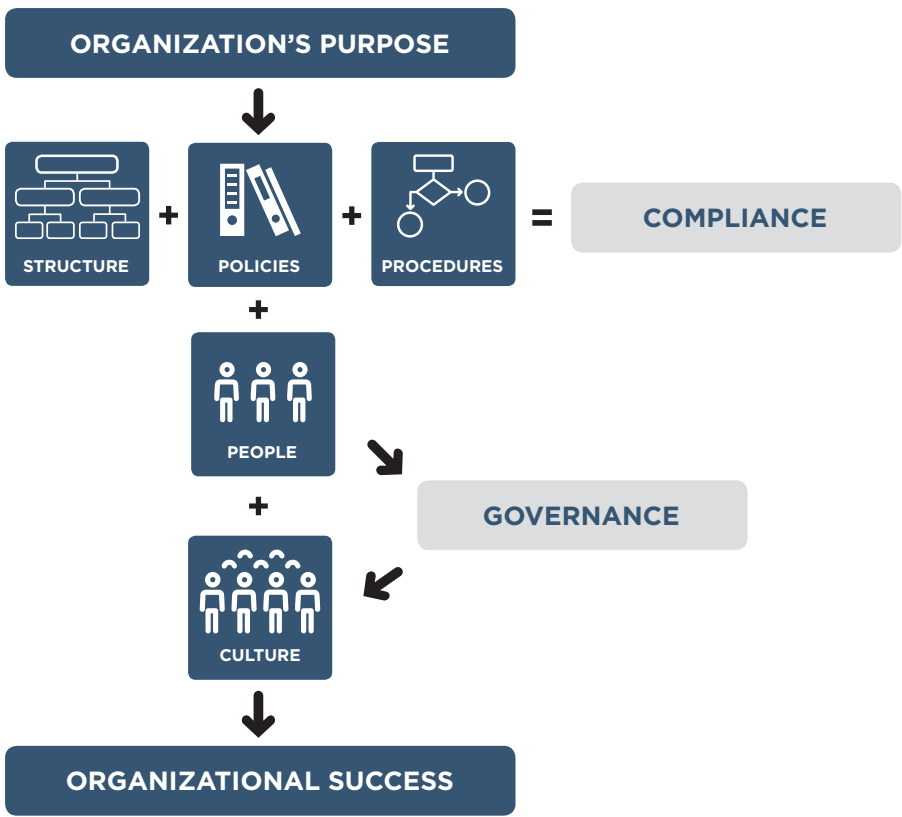 ORGANIZATION’S PURPOSE
STRUCTURE + POLICIES + PROCEDURES = COMPLIANCE
+
PEOPLE
+
GOVERNANCE
CULTURE
ORGANIZATIONAL SUCCESS